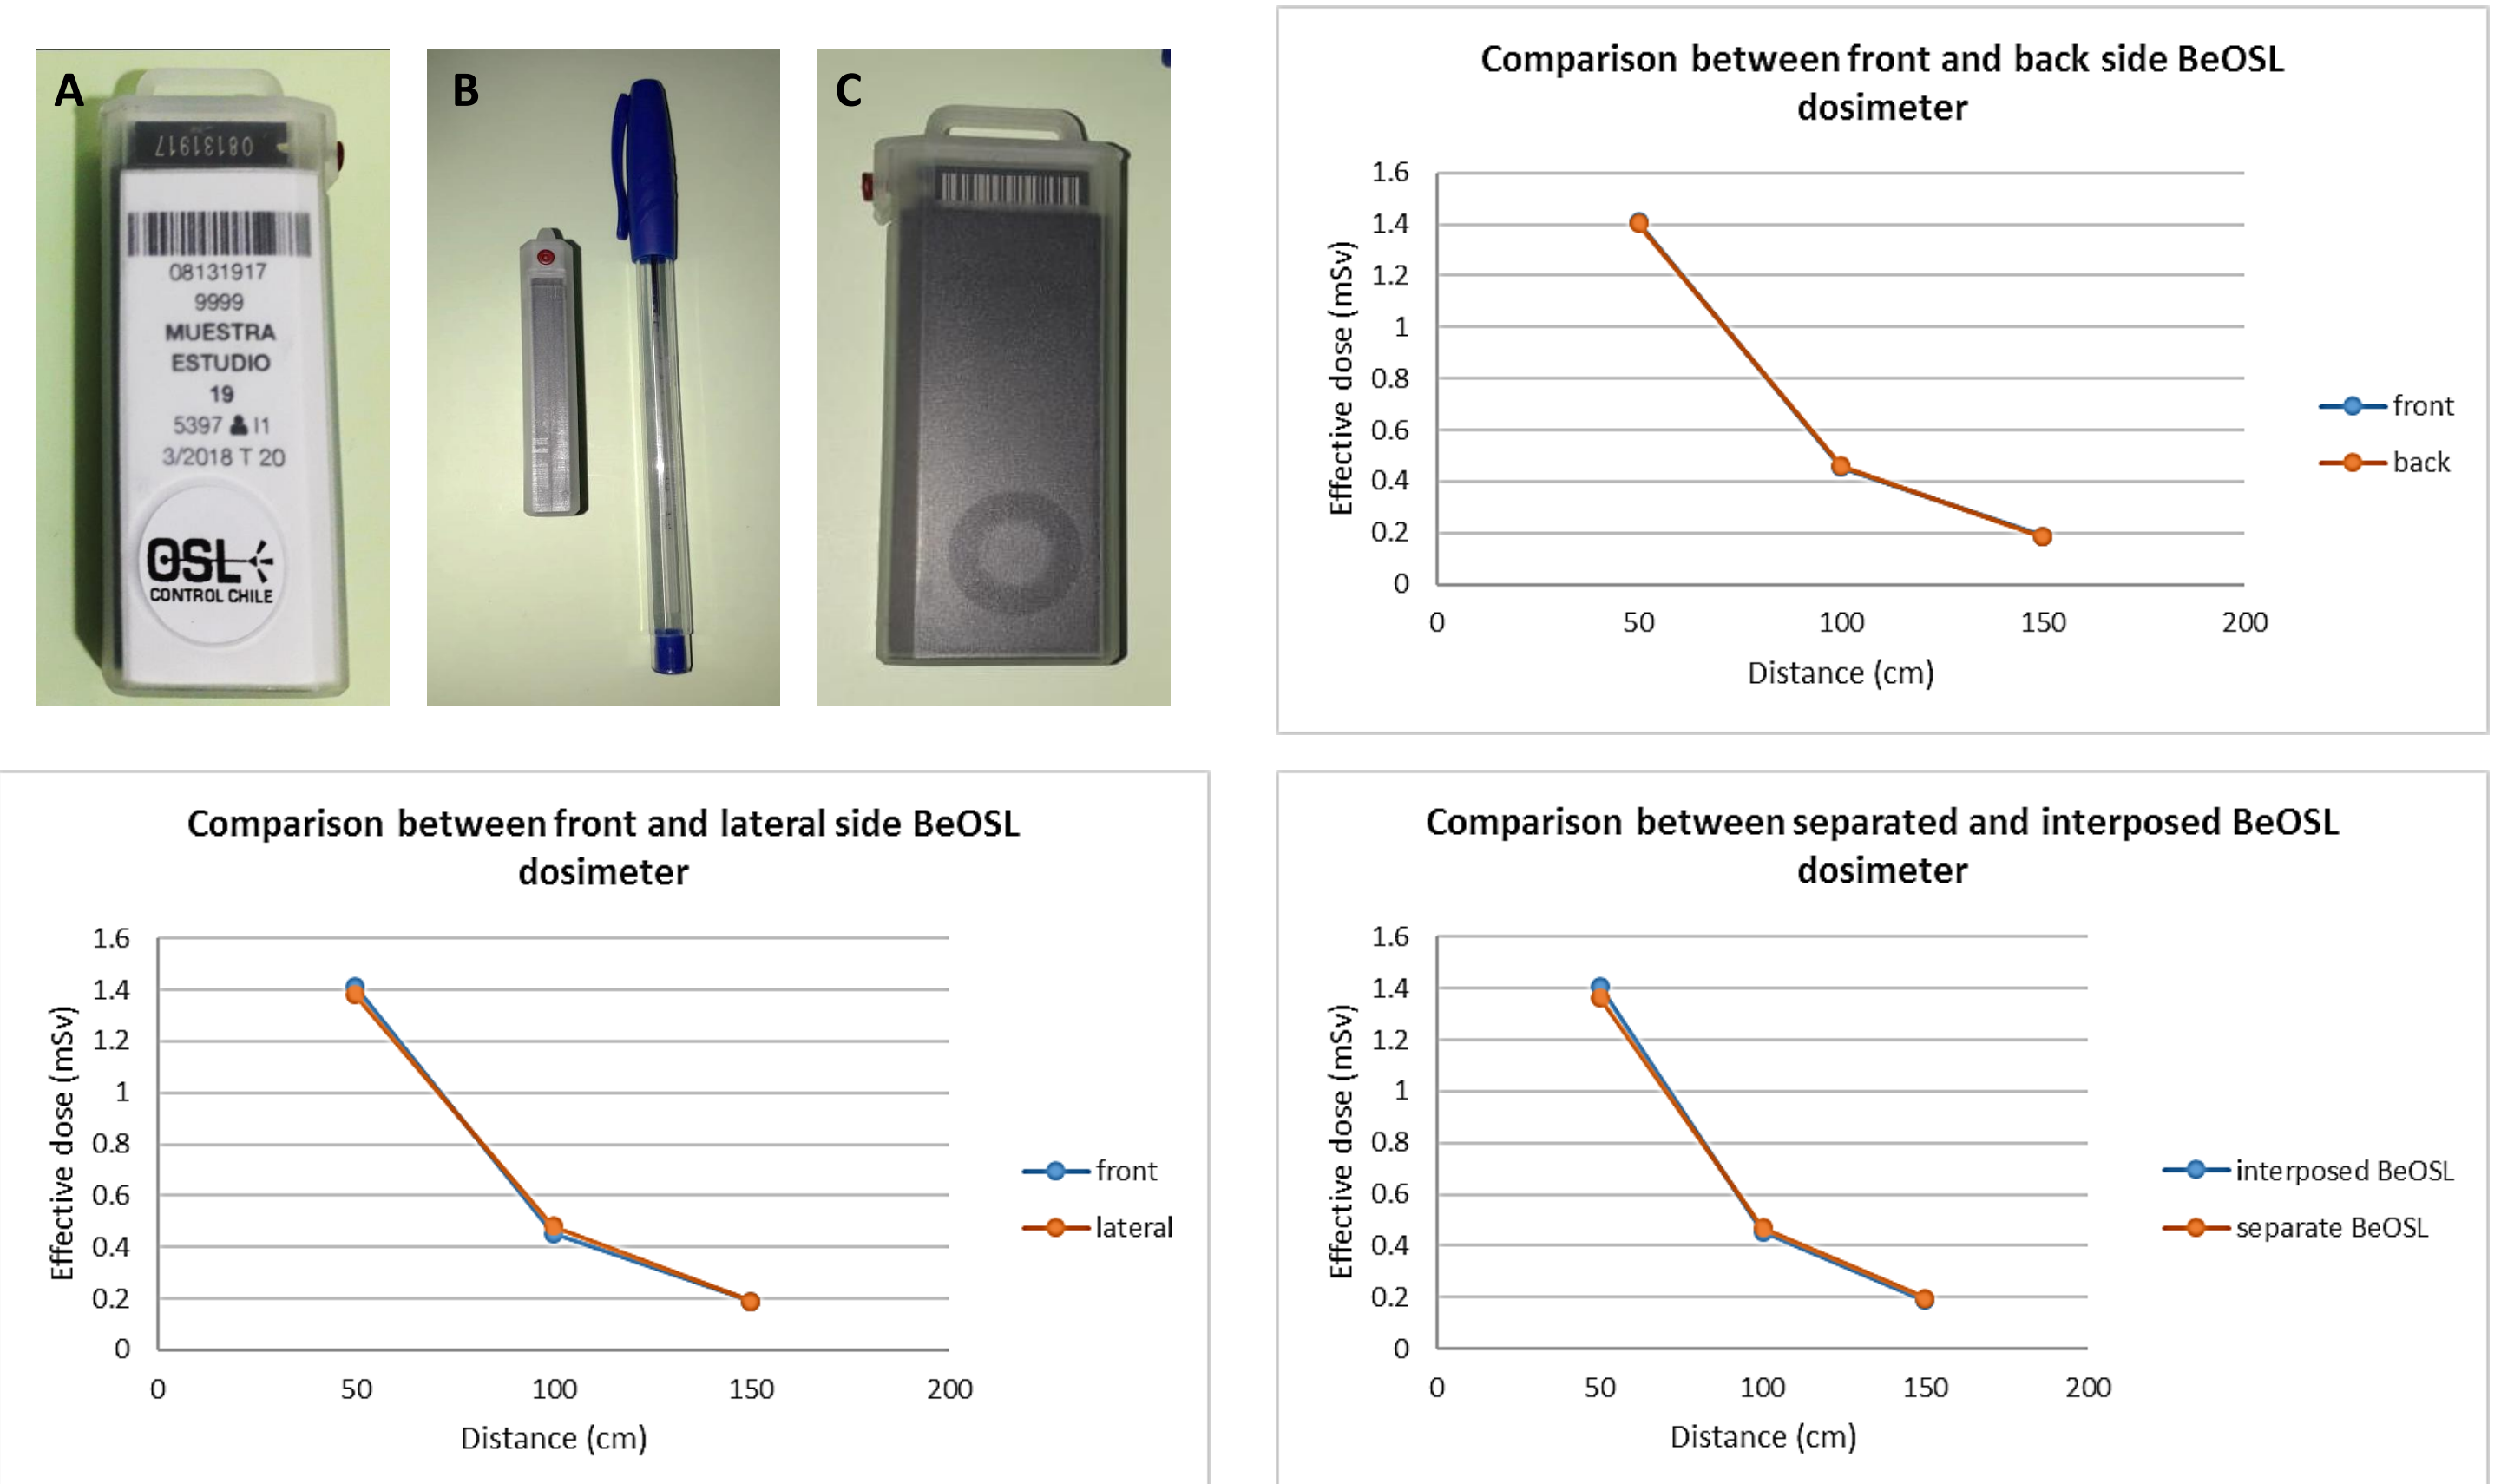 A
08131917
08131917
9999
MUESTRA
ESTUDIO
19
5397 I1
3/2018 T 20
OSL
CONTROL CHILE
B
C
Comparison between front and back side BeOSL
dosimeter
Effective dose (mSv)
1.6
1.4
1.2
1
0.8
0.6
0.4
0.2
0
0 50 100 150 200
Distance (cm)
front
back
Comparison between front and lateral side BeOSL
dosimeter
Effective dose (mSv)
1.6
1.4
1.2
1
0.8
0.6
0.4
0.2
0
0 50 100 150 200
Distance (cm)
front
lateral
Comparison between separated and interposed BeOSL
dosimeter
Effective dose (mSv)
1.6
1.4
1.2
1
0.8
0.6
0.4
0.2
0
0 50 100 150 200
Distance (cm)
interposed BeOSL
separate BeOSL